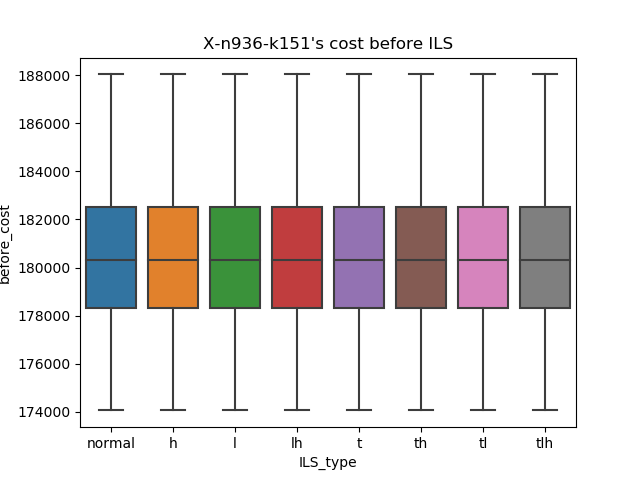 X-n936-k151's cost before ILS
188000
186000
184000
182000
180000
178000
176000
174000
before_cost
normal h l lh t th tl tlh
ILS_type